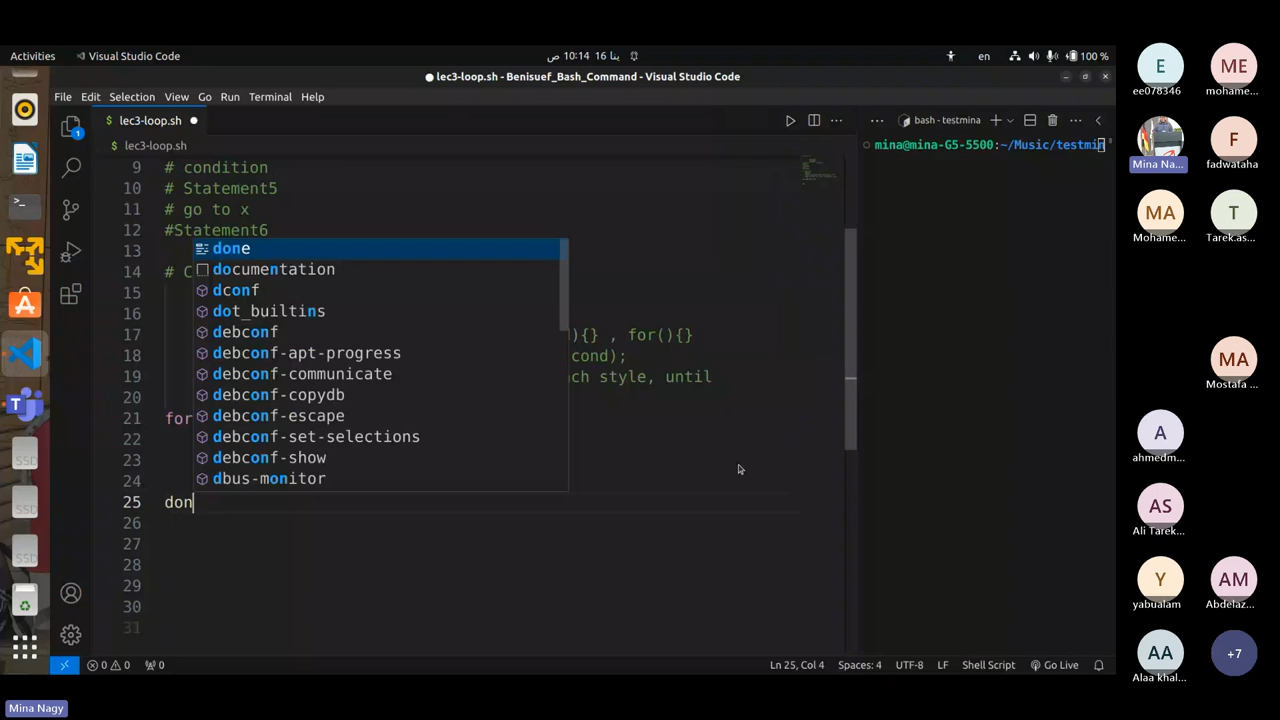 Activities
Visual Studio Code
ص 10:14 16 ينا
en
100 %
lec3-loop.sh - Benisuef_Bash_Command - Visual Studio Code
File Edit Selection View Go Run Terminal Help
1
$ lec3-loop.sh
bash - testmina
lec3-loop.sh
mina@mina-G5-5500:~/Music/testmin
9 # condition
10 # Statement5
11 # go to x
12 #Statement6
13
14 # C
15
16
17 ){} , for(){}
18 cond);
19 ch style, until
20
21 for
22
23
24
25 don
26
27
28
29
30
31
done
documentation
dconf
dot_builtins
debconf
debconf-apt-progress
debconf-communicate
debconf-copydb
debconf-escape
debconf-set-selections
debconf-show
dbus-monitor
SSD
SSD
SSD
0 0 0
Ln 25, Col 4 Spaces: 4 UTF-8 LF Shell Script Go Live
E
ee078346
ME
mohame...
Mina Na...
F
fadwataha
MA
Mohame...
T
Tarek.as...
MA
Mostafa ...
A
ahmedm...
AS
Ali Tarek...
Y
yabualam
AM
Abdelaz...
AA
Alaa khal...
+7
Mina Nagy